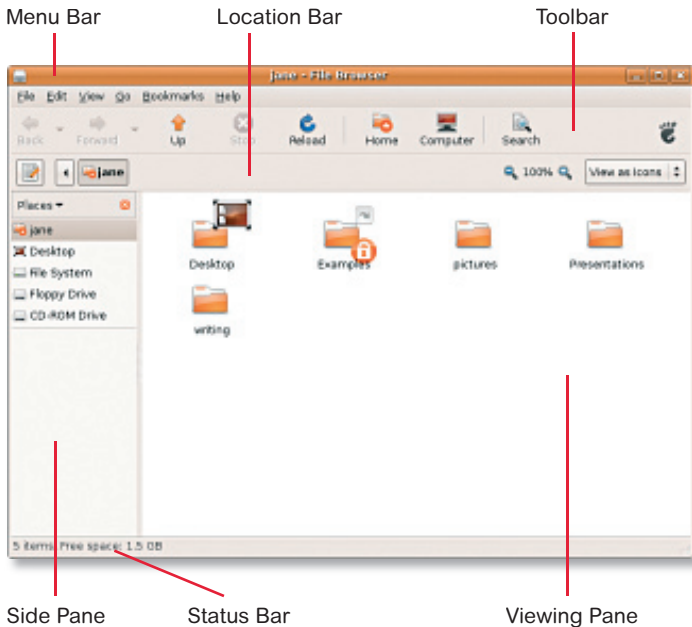 Menu Bar Location Bar Toolbar
jane - File Browser
File Edit View Go Bookmarks Help
Back Forward Up Stop Reload Home Computer Search
jane 100% View as Icons
Places
jane
Desktop
File System
Floppy Drive
CD-ROM Drive
Desktop Examples pictures Presentations
writing
5 items, Free space: 1.5 GB
Side Pane Status Bar Viewing Pane